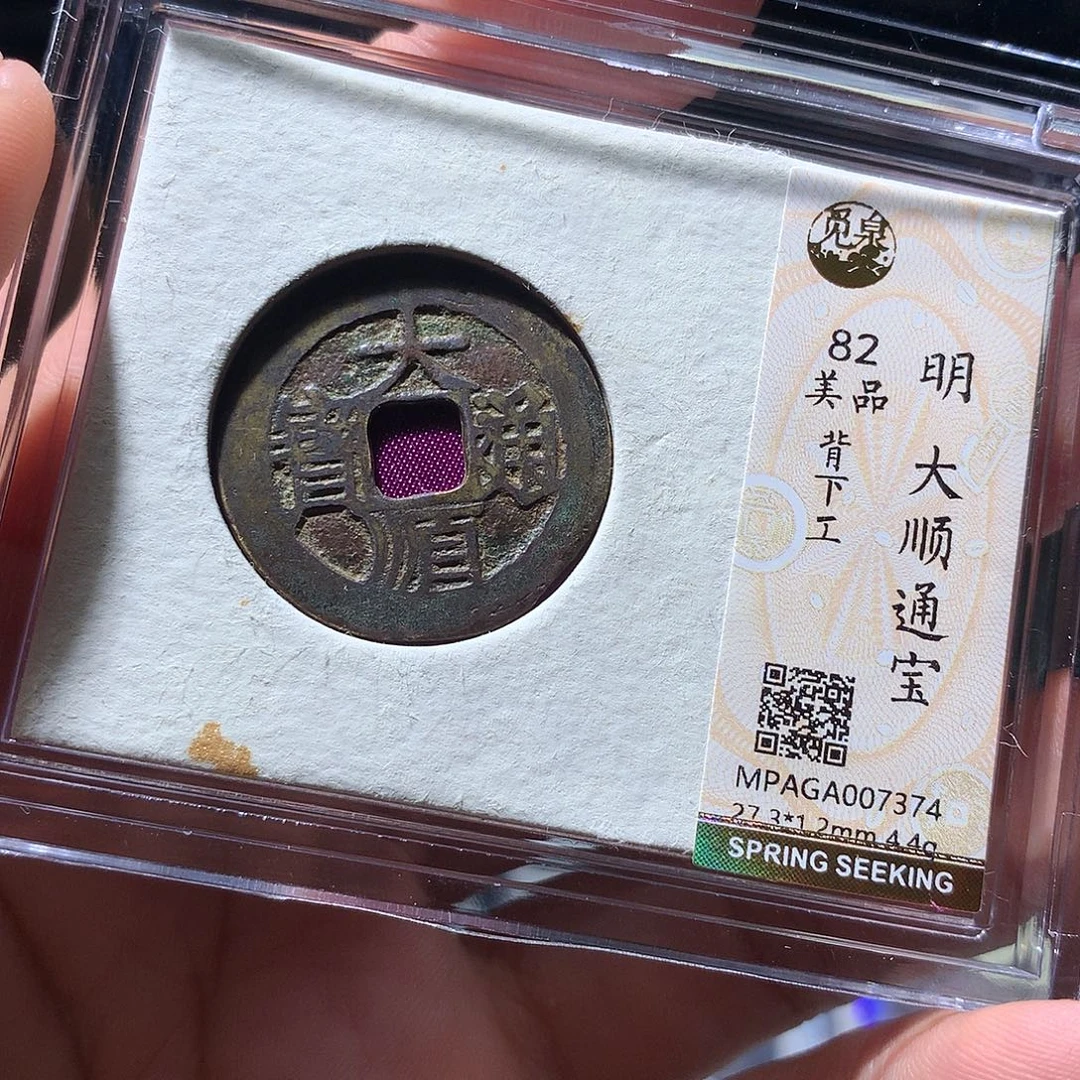 大順通寳
觅泉
82
美品
背下工
明 大顺通宝
MPAGA007374
27.3*1.2mm 4.4g
SPRING SEEKING